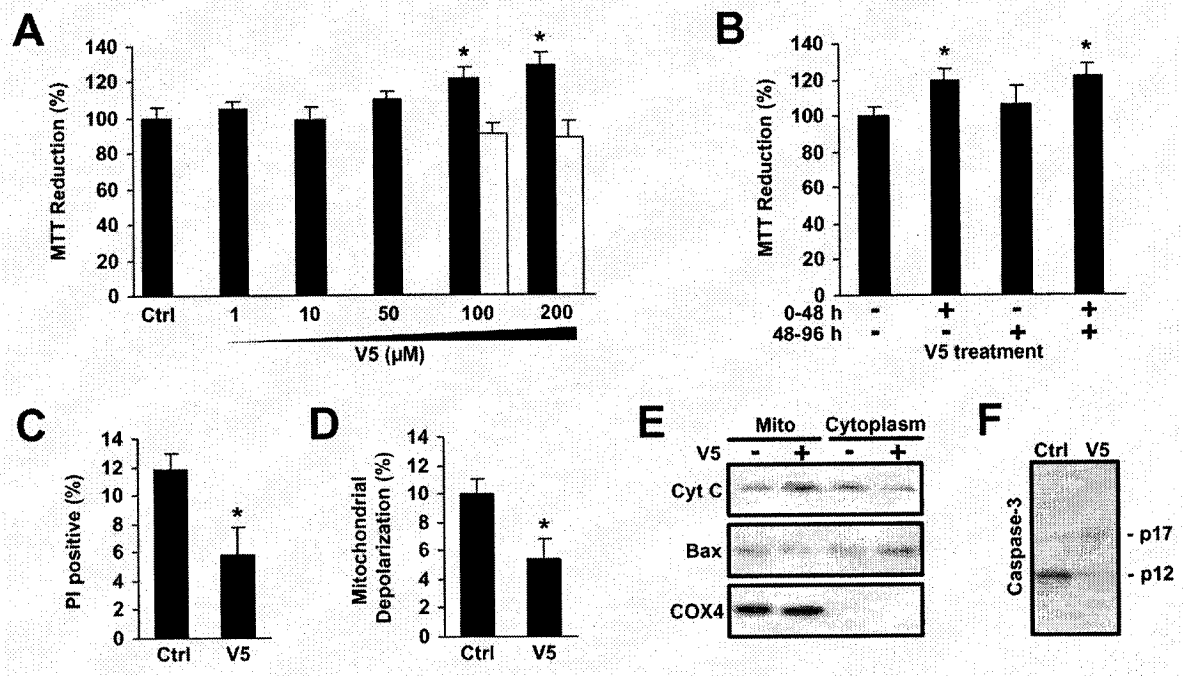 A
MTT Reduction (%)
140
120
100
80
60
40
20
0
* *
Ctrl 1 10 50 100 200
V5 (µM)
B
MTT Reduction (%)
140
120
100
80
60
40
20
0
* *
0-48 h - + - +
48-96 h - - + +
V5 treatment
C
PI positive (%)
14
12
10
8
6
4
2
0
*
Ctrl V5
D
Mitochondrial
Depolarization (%)
14
12
10
8
6
4
2
0
*
Ctrl V5
E
Mito Cytoplasm
V5 - + - +
Cyt C
Bax
COX4
F
Ctrl V5
Caspase-3
- p17
- p12